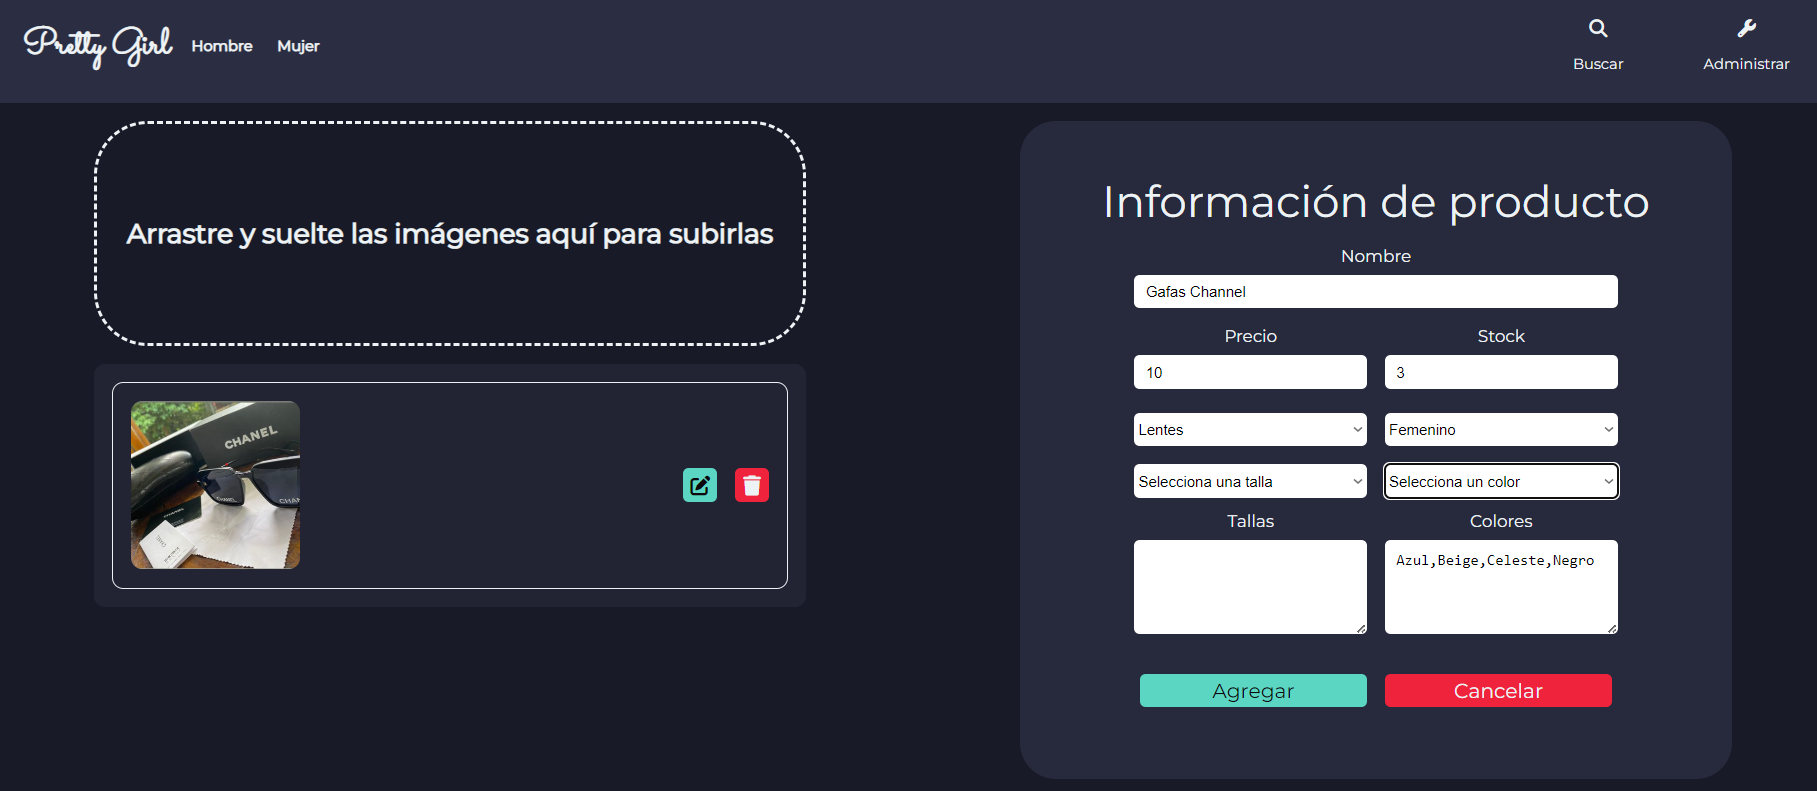 Pretty Girl
Hombre
Mujer
Buscar
Administrar
Arrastre y suelte las imágenes aquí para subirlas
CHANEL
Información de producto
Nombre
Gafas Channel
Precio
Stock
10
3
Lentes
Femenino
Selecciona una talla
Selecciona un color
Tallas
Colores
Azul,Beige,Celeste,Negro
Agregar
Cancelar